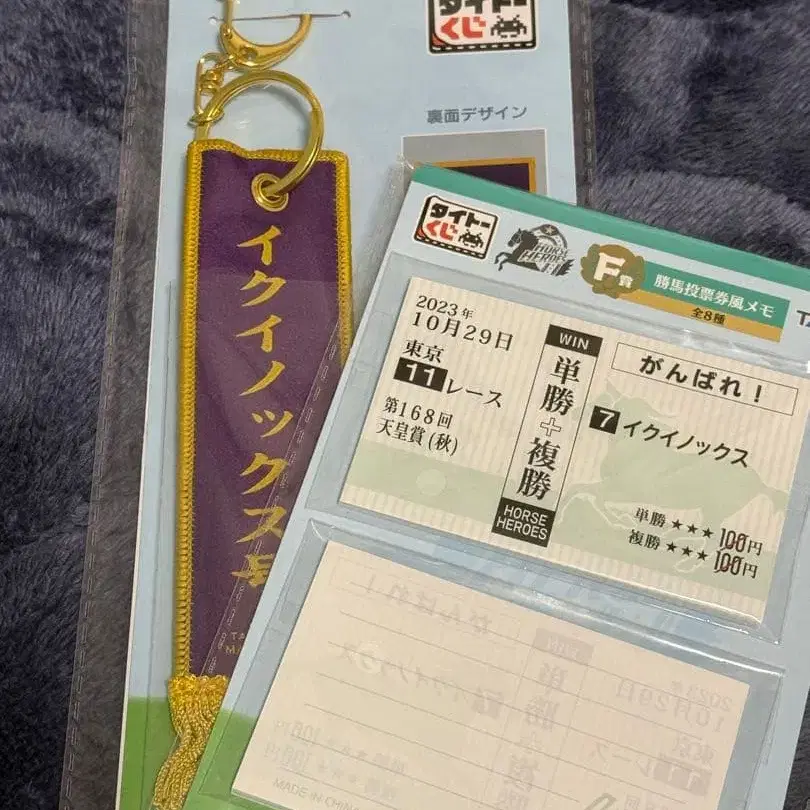 タイトー
くじ
裏面デザイン
イクイノックス号
タイトー
くじ
HORSE
HEROES
F賞
勝馬投票券風メモ
全8種
TA
2023年
10月29日
東京
11レース
第168回
天皇賞(秋)
WIN
単勝+複勝
HORSE
HEROES
がんばれ!
7 イクイノックス
単勝★★★100円
複勝★★★100円
TA
MA
MADE IN CHINA